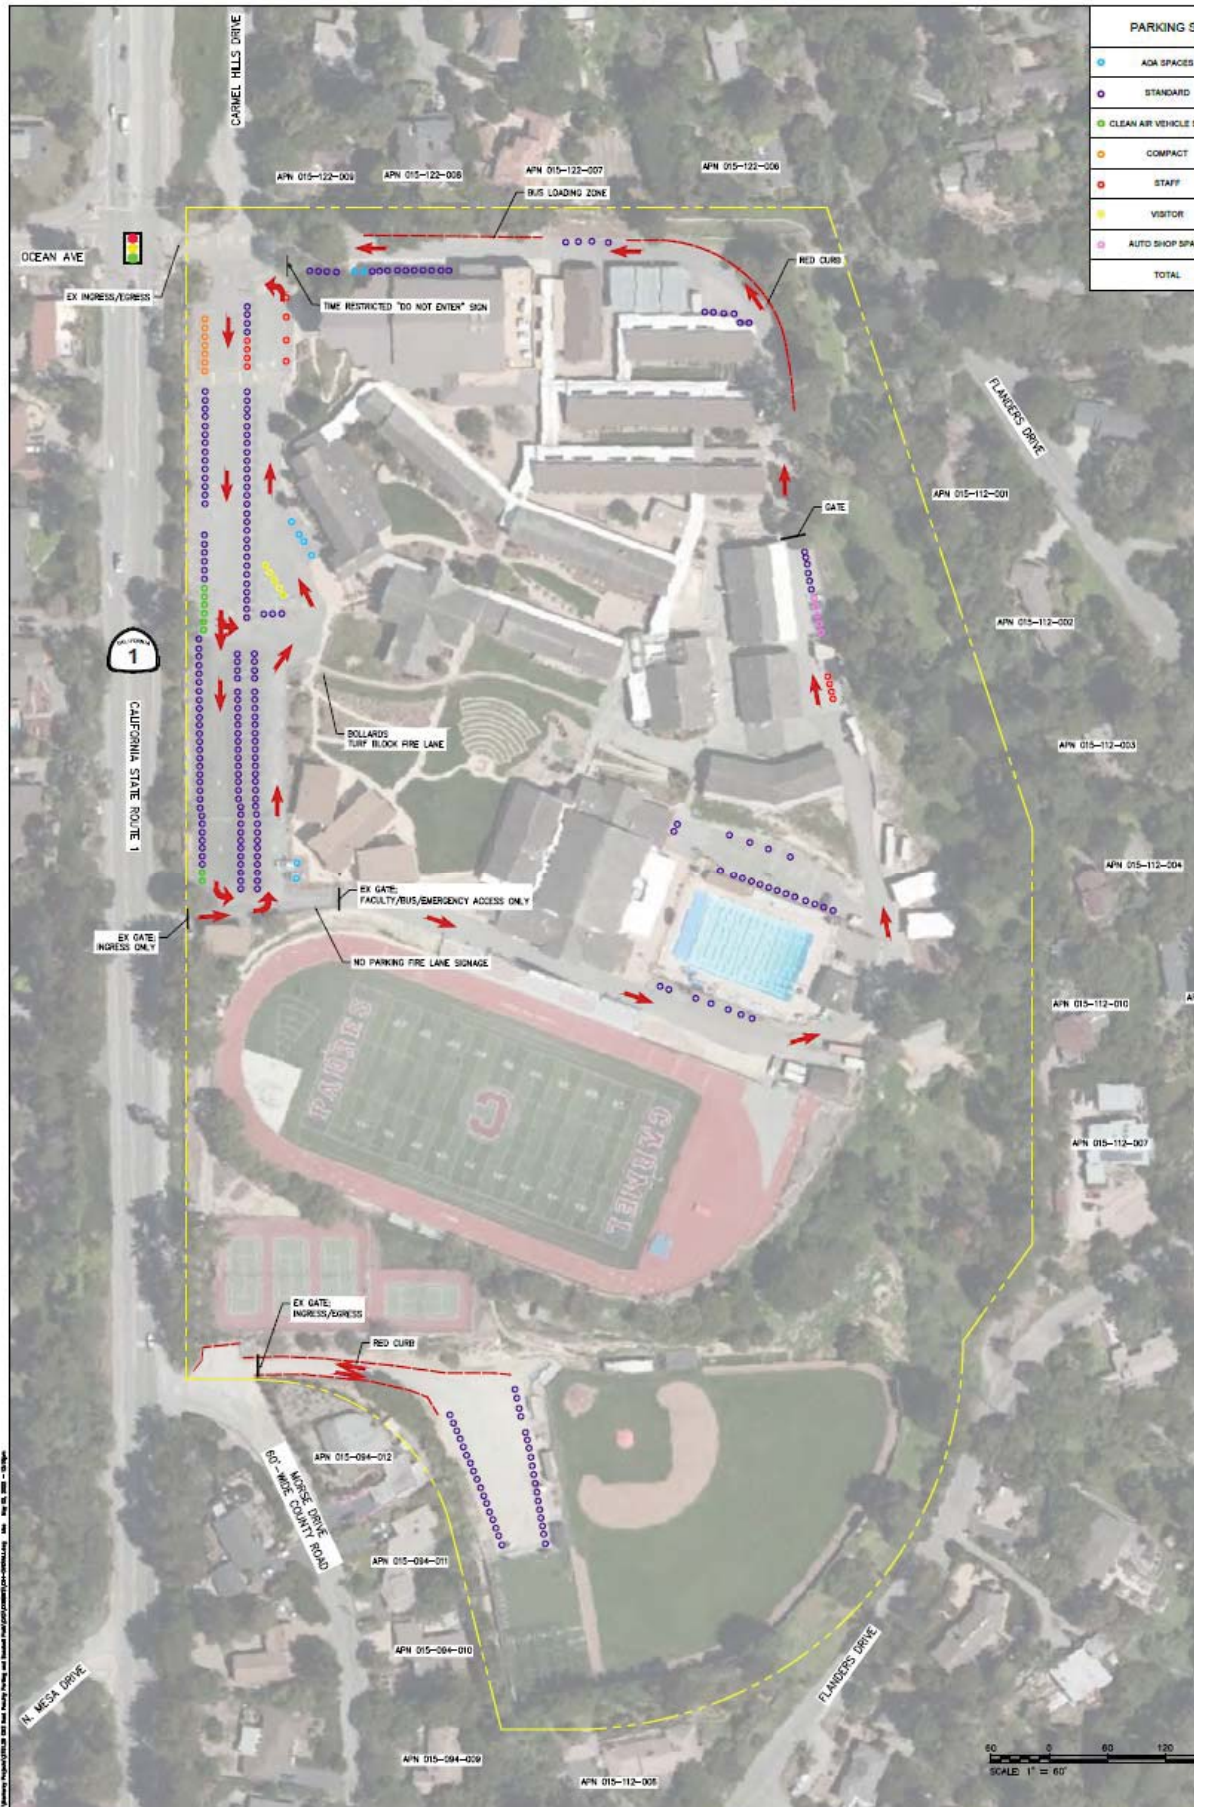 CARMEL HILLS DRIVE
PARKING S
ADA SPACES
STANDARD
CLEAN AIR VEHICLE S
COMPACT
STAFF
VISITOR
AUTO SHOP SPA
TOTAL
APN 015-122-009
APN 015-122-008
APN 015-122-007
APN 015-122-006
BUS LOADING ZONE
OCEAN AVE
EX INGRESS/EGRESS
TIME RESTRICTED "DO NOT ENTER" SIGN
RED CURB
FLANDERS DRIVE
APN 015-112-001
GATE
APN 015-112-002
CALIFORNIA
1
CALIFORNIA STATE ROUTE 1
BOLLARDS
TURF BLOCK FIRE LANE
APN 015-112-003
APN 015-112-004
EX GATE;
FACULTY/BUS/EMERGENCY ACCESS ONLY
EX GATE;
INGRESS ONLY
NO PARKING FIRE LANE SIGNAGE
APN 015-112-010
A
PADRE
C
CARMEL
APN 015-112-007
EX GATE;
INGRESS/EGRESS
RED CURB
APN 015-094-012
MORSE DRIVE
60'-WIDE COUNTY ROAD
APN 015-094-011
APN 015-094-010
N. MESA DRIVE
FLANDERS DRIVE
APN 015-094-009
APN 015-112-006
60 0 60 120
SCALE: 1" = 60'